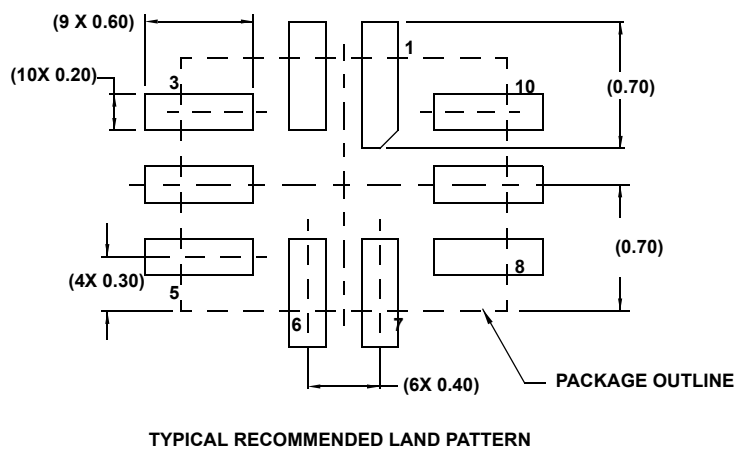 (9 X 0.60)
1
(10X 0.20)
3
10
(0.70)
(0.70)
(4X 0.30)
5
8
6
7
(6X 0.40)
PACKAGE OUTLINE
TYPICAL RECOMMENDED LAND PATTERN